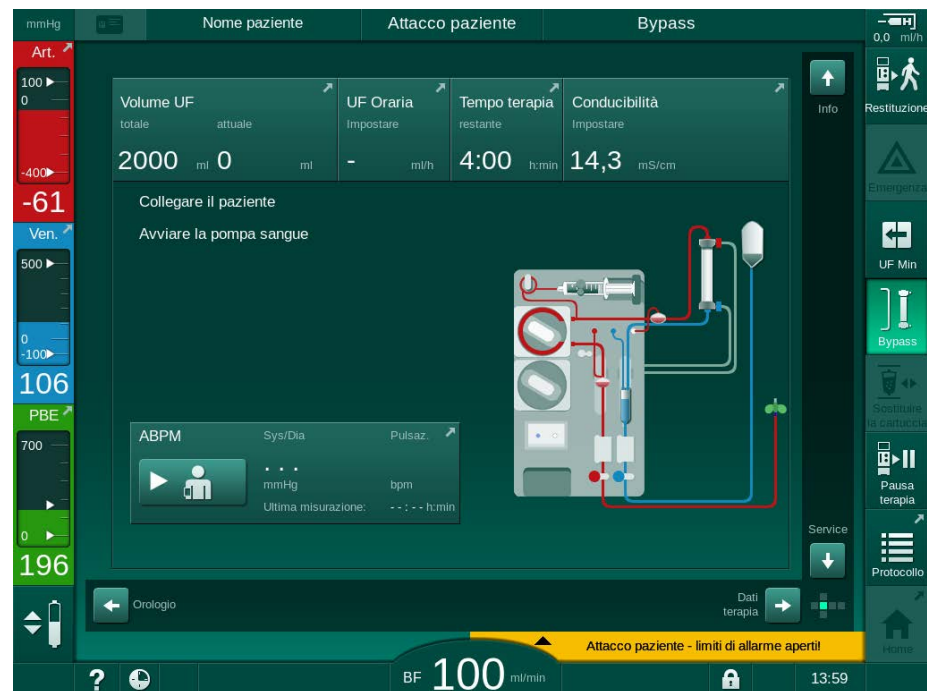 mmHg
Nome paziente
Attacco paziente
Bypass
0,0 ml/h
Art.
100
0
-400
-61
Ven.
500
0
-100
106
PBE
700
0
196
Volume UF
totale attuale
2000 ml 0 ml
UF Oraria
Impostare
- ml/h
Tempo terapia
restante
4:00 h:min
Conducibilità
Impostare
14,3 mS/cm
Collegare il paziente
Avviare la pompa sangue
ABPM Sys/Dia Pulsaz.
. . .
mmHg bpm
Ultima misurazione: - - : - - h:min
Info
Service
Orologio
Dati
terapia
Attacco paziente - limiti di allarme aperti!
? BF 100 ml/min 13:59
Restituzione
Emergenza
UF Min
Bypass
Sostituire
la cartuccia
Pausa
terapia
Protocollo
Home